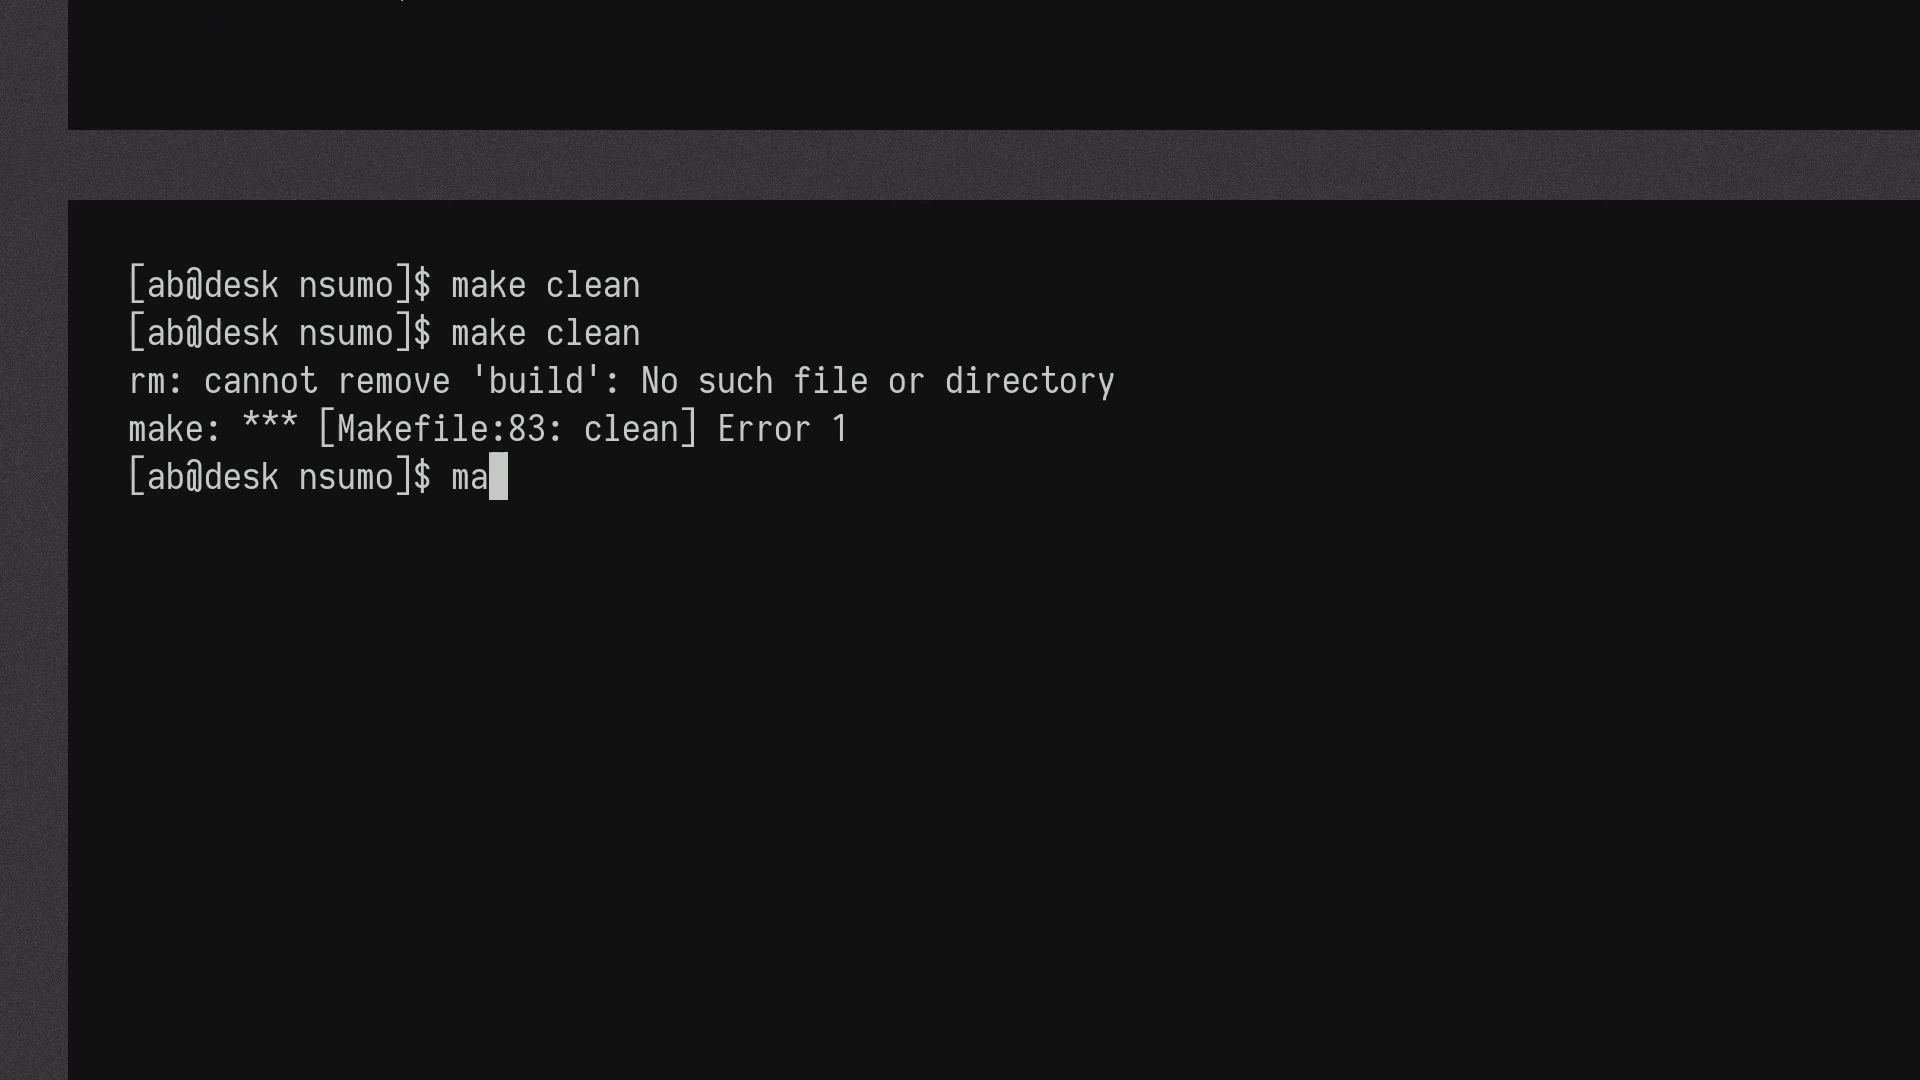 [ab@desk nsumo]$ make clean
[ab@desk nsumo]$ make clean
rm: cannot remove 'build': No such file or directory
make: *** [Makefile:83: clean] Error 1
[ab@desk nsumo]$ ma